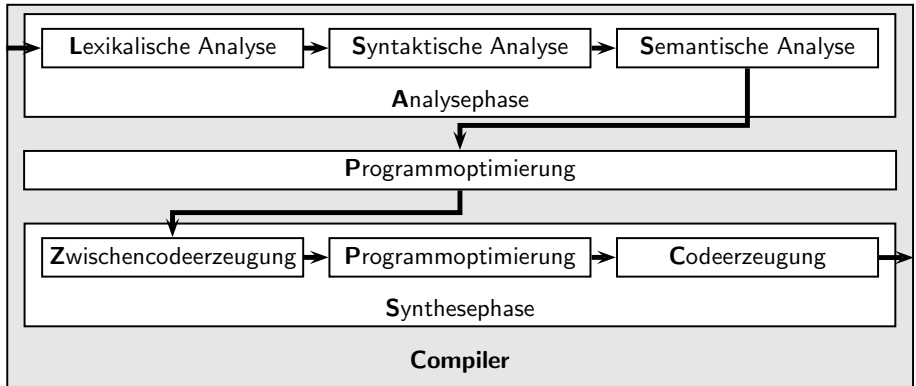 Lexikalische Analyse
Syntaktische Analyse
Semantische Analyse
Analysephase
Programmoptimierung
Zwischencodeerzeugung
Programmoptimierung
Codeerzeugung
Synthesephase
Compiler